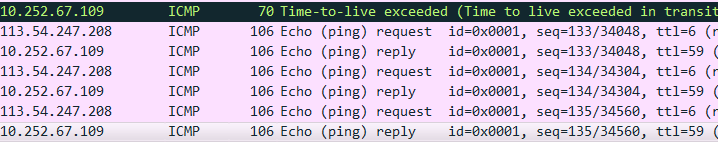 10.252.67.109 ICMP 70 Time-to-live exceeded (Time to live exceeded in transit
113.54.247.208 ICMP 106 Echo (ping) request id=0x0001, seq=133/34048, ttl=6 (
10.252.67.109 ICMP 106 Echo (ping) reply id=0x0001, seq=133/34048, ttl=59 (
113.54.247.208 ICMP 106 Echo (ping) request id=0x0001, seq=134/34304, ttl=6 (
10.252.67.109 ICMP 106 Echo (ping) reply id=0x0001, seq=134/34304, ttl=59 (
113.54.247.208 ICMP 106 Echo (ping) request id=0x0001, seq=135/34560, ttl=6 (
10.252.67.109 ICMP 106 Echo (ping) reply id=0x0001, seq=135/34560, ttl=59 (